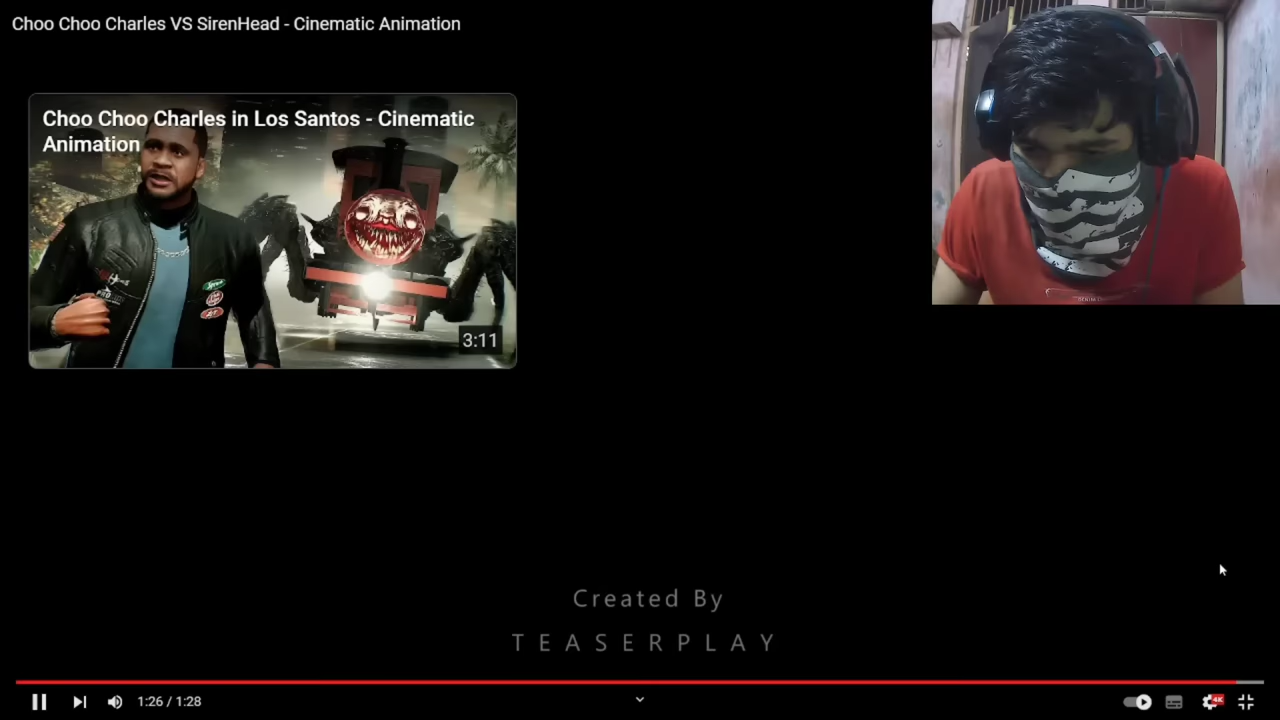 Choo Choo Charles VS SirenHead - Cinematic Animation
Choo Choo Charles in Los Santos - Cinematic
Animation
3:11
Created By
TEASERPLAY
1:26 / 1:28
4K